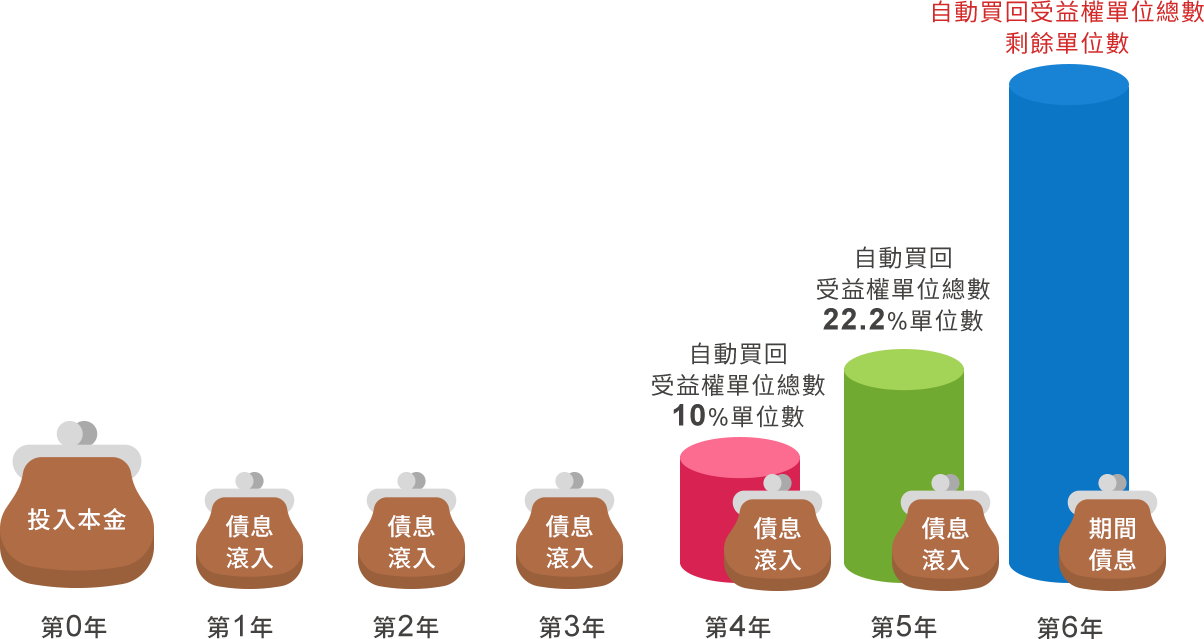 自動買回受益權單位總數
剩餘單位數
自動買回
受益權單位總數
22.2%單位數
自動買回
受益權單位總數
10%單位數
投入本金
債息
滾入
債息
滾入
債息
滾入
債息
滾入
債息
滾入
期間
債息
第0年
第1年
第2年
第3年
第4年
第5年
第6年